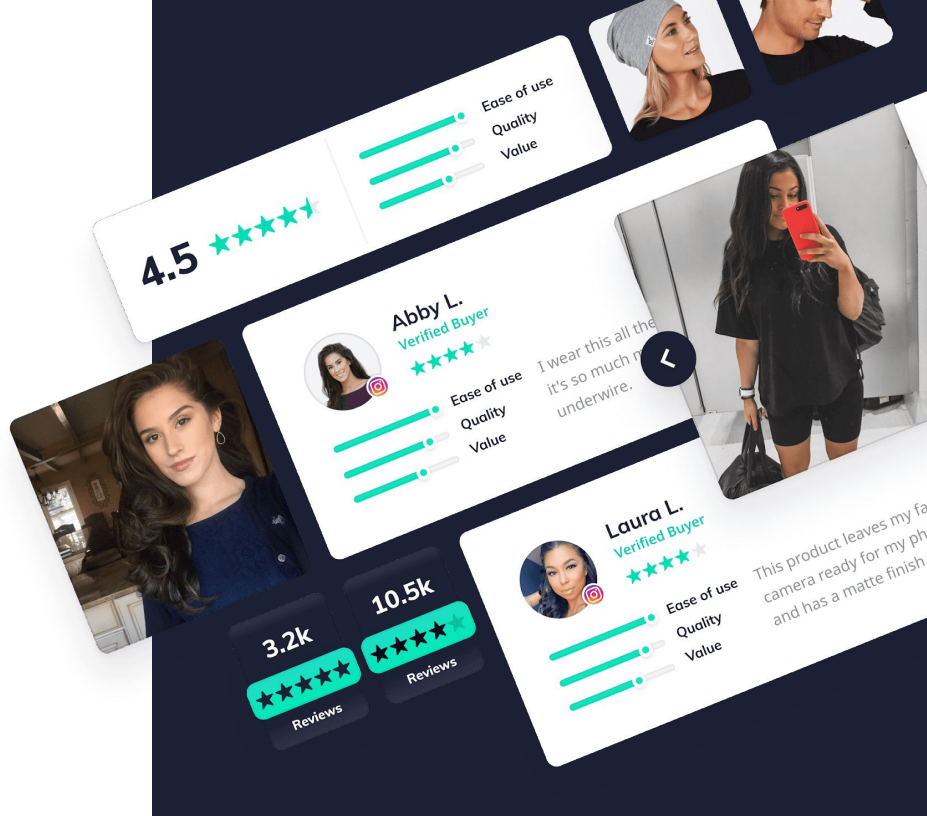 4.5
Ease of use
Quality
Value
Abby L.
Verified Buyer
Ease of use
Quality
Value
I wear this all the
it's so much
underwire.
Laura L.
Verified Buyer
Ease of use
Quality
Value
This product leaves my
camera ready for my
and has a matte finish
3.2k
Reviews
10.5k
Reviews